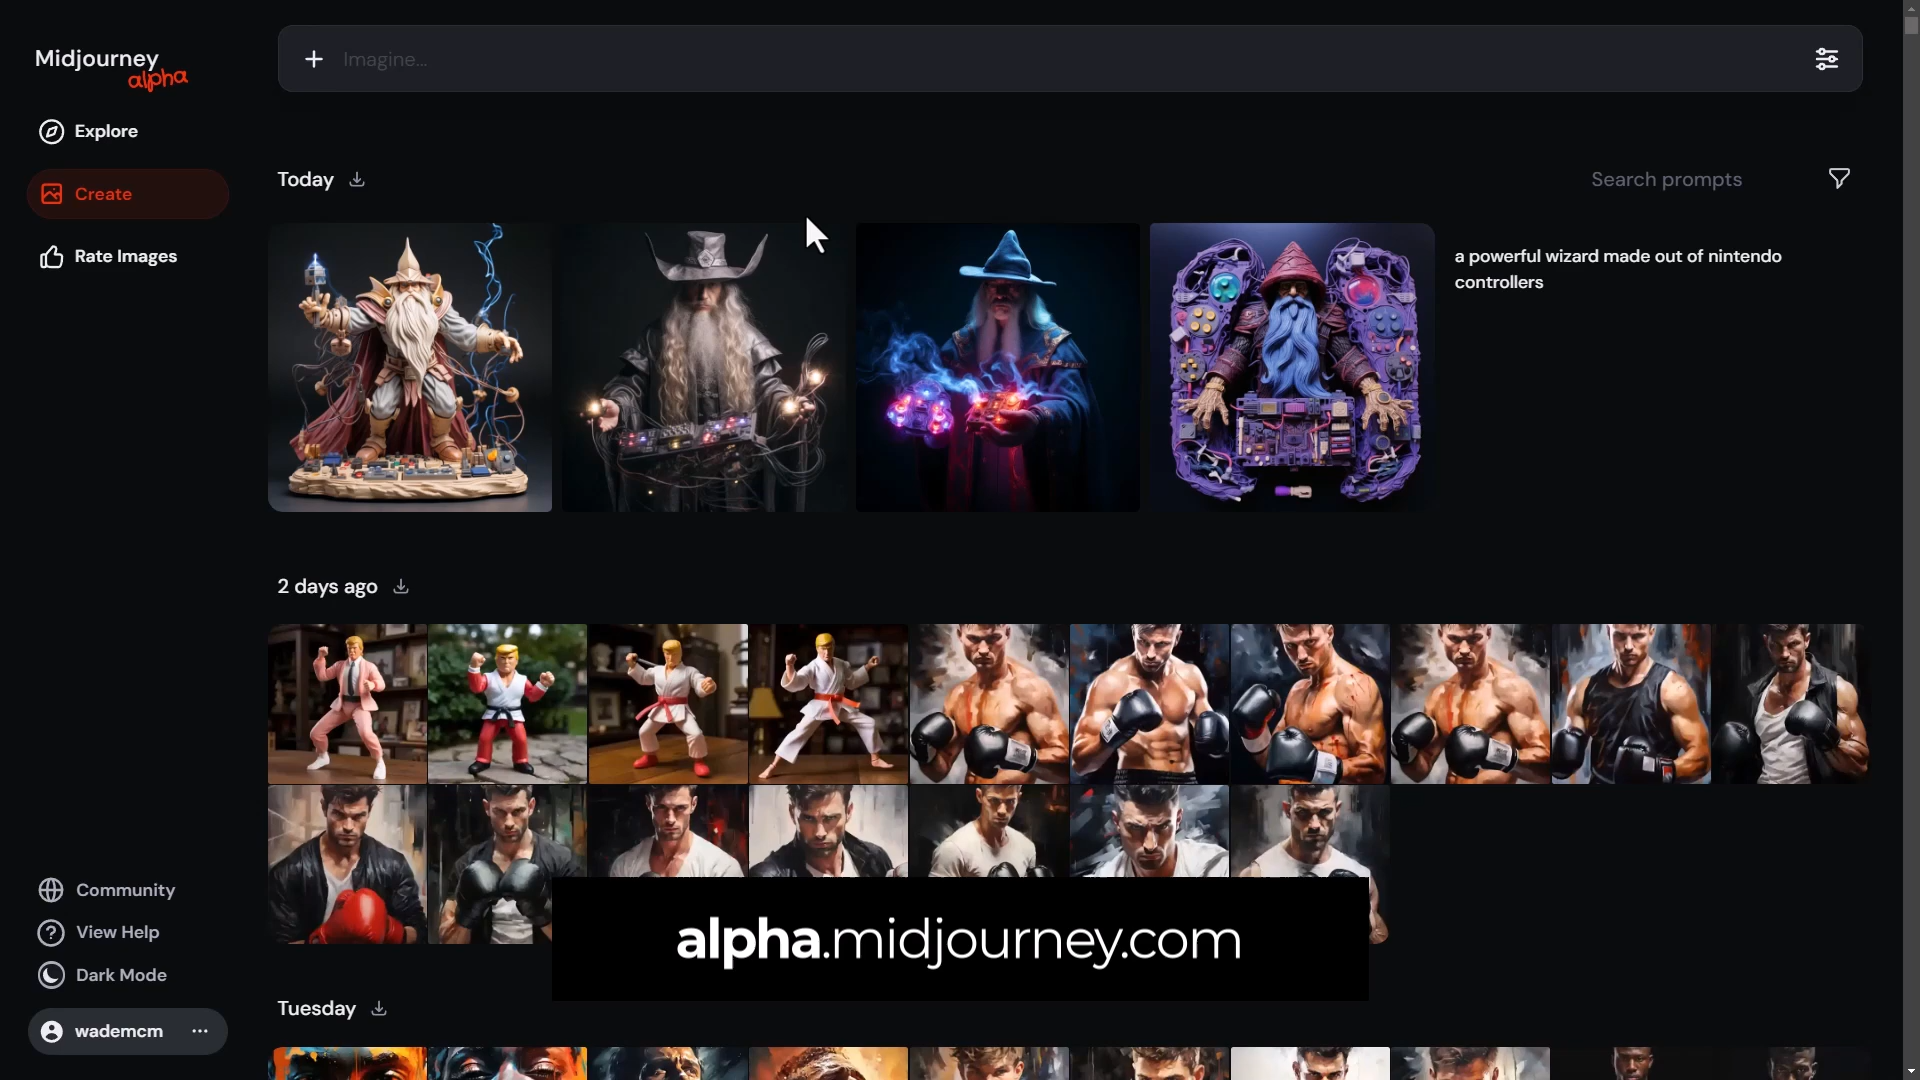 Midjourney
alpha
Imagine...
Explore
Create
Rate Images
Today
Search prompts
a powerful wizard made out of nintendo
controllers
2 days ago
alpha.midjourney.com
Tuesday
Community
View Help
Dark Mode
wademcm